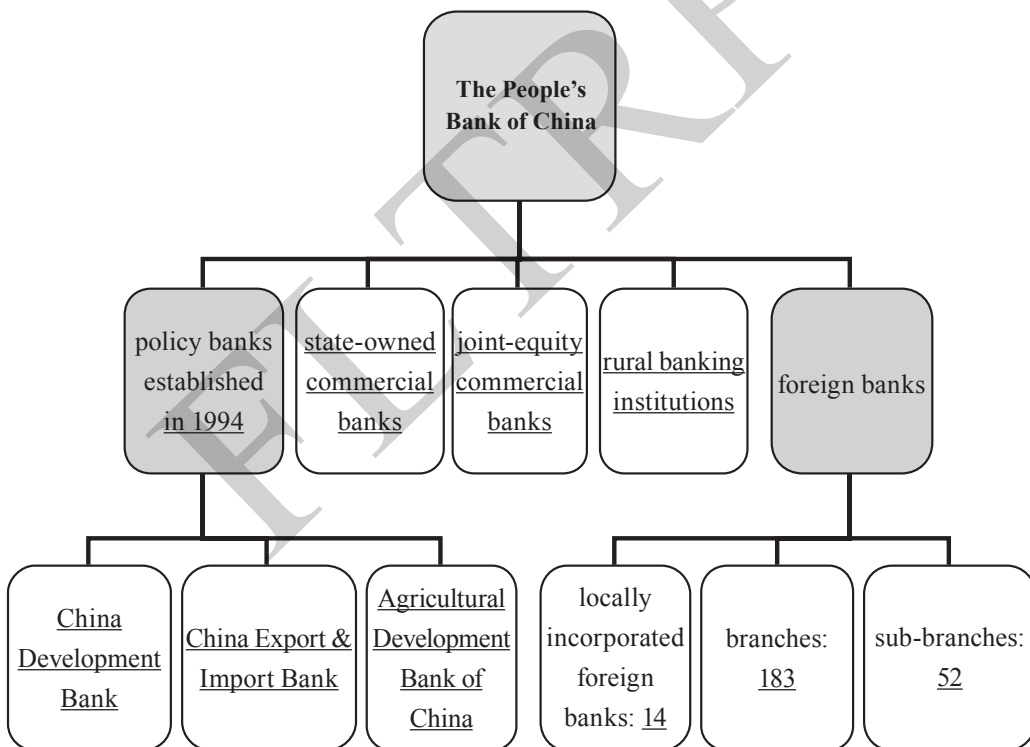 The People's
Bank of China
policy banks
established
in 1994
state-owned
commercial
banks
joint-equity
commercial
banks
rural banking
institutions
foreign banks
China
Development
Bank
China Export &
Import Bank
Agricultural
Development
Bank of
China
locally
incorporated
foreign
banks: 14
branches:
183
sub-branches:
52